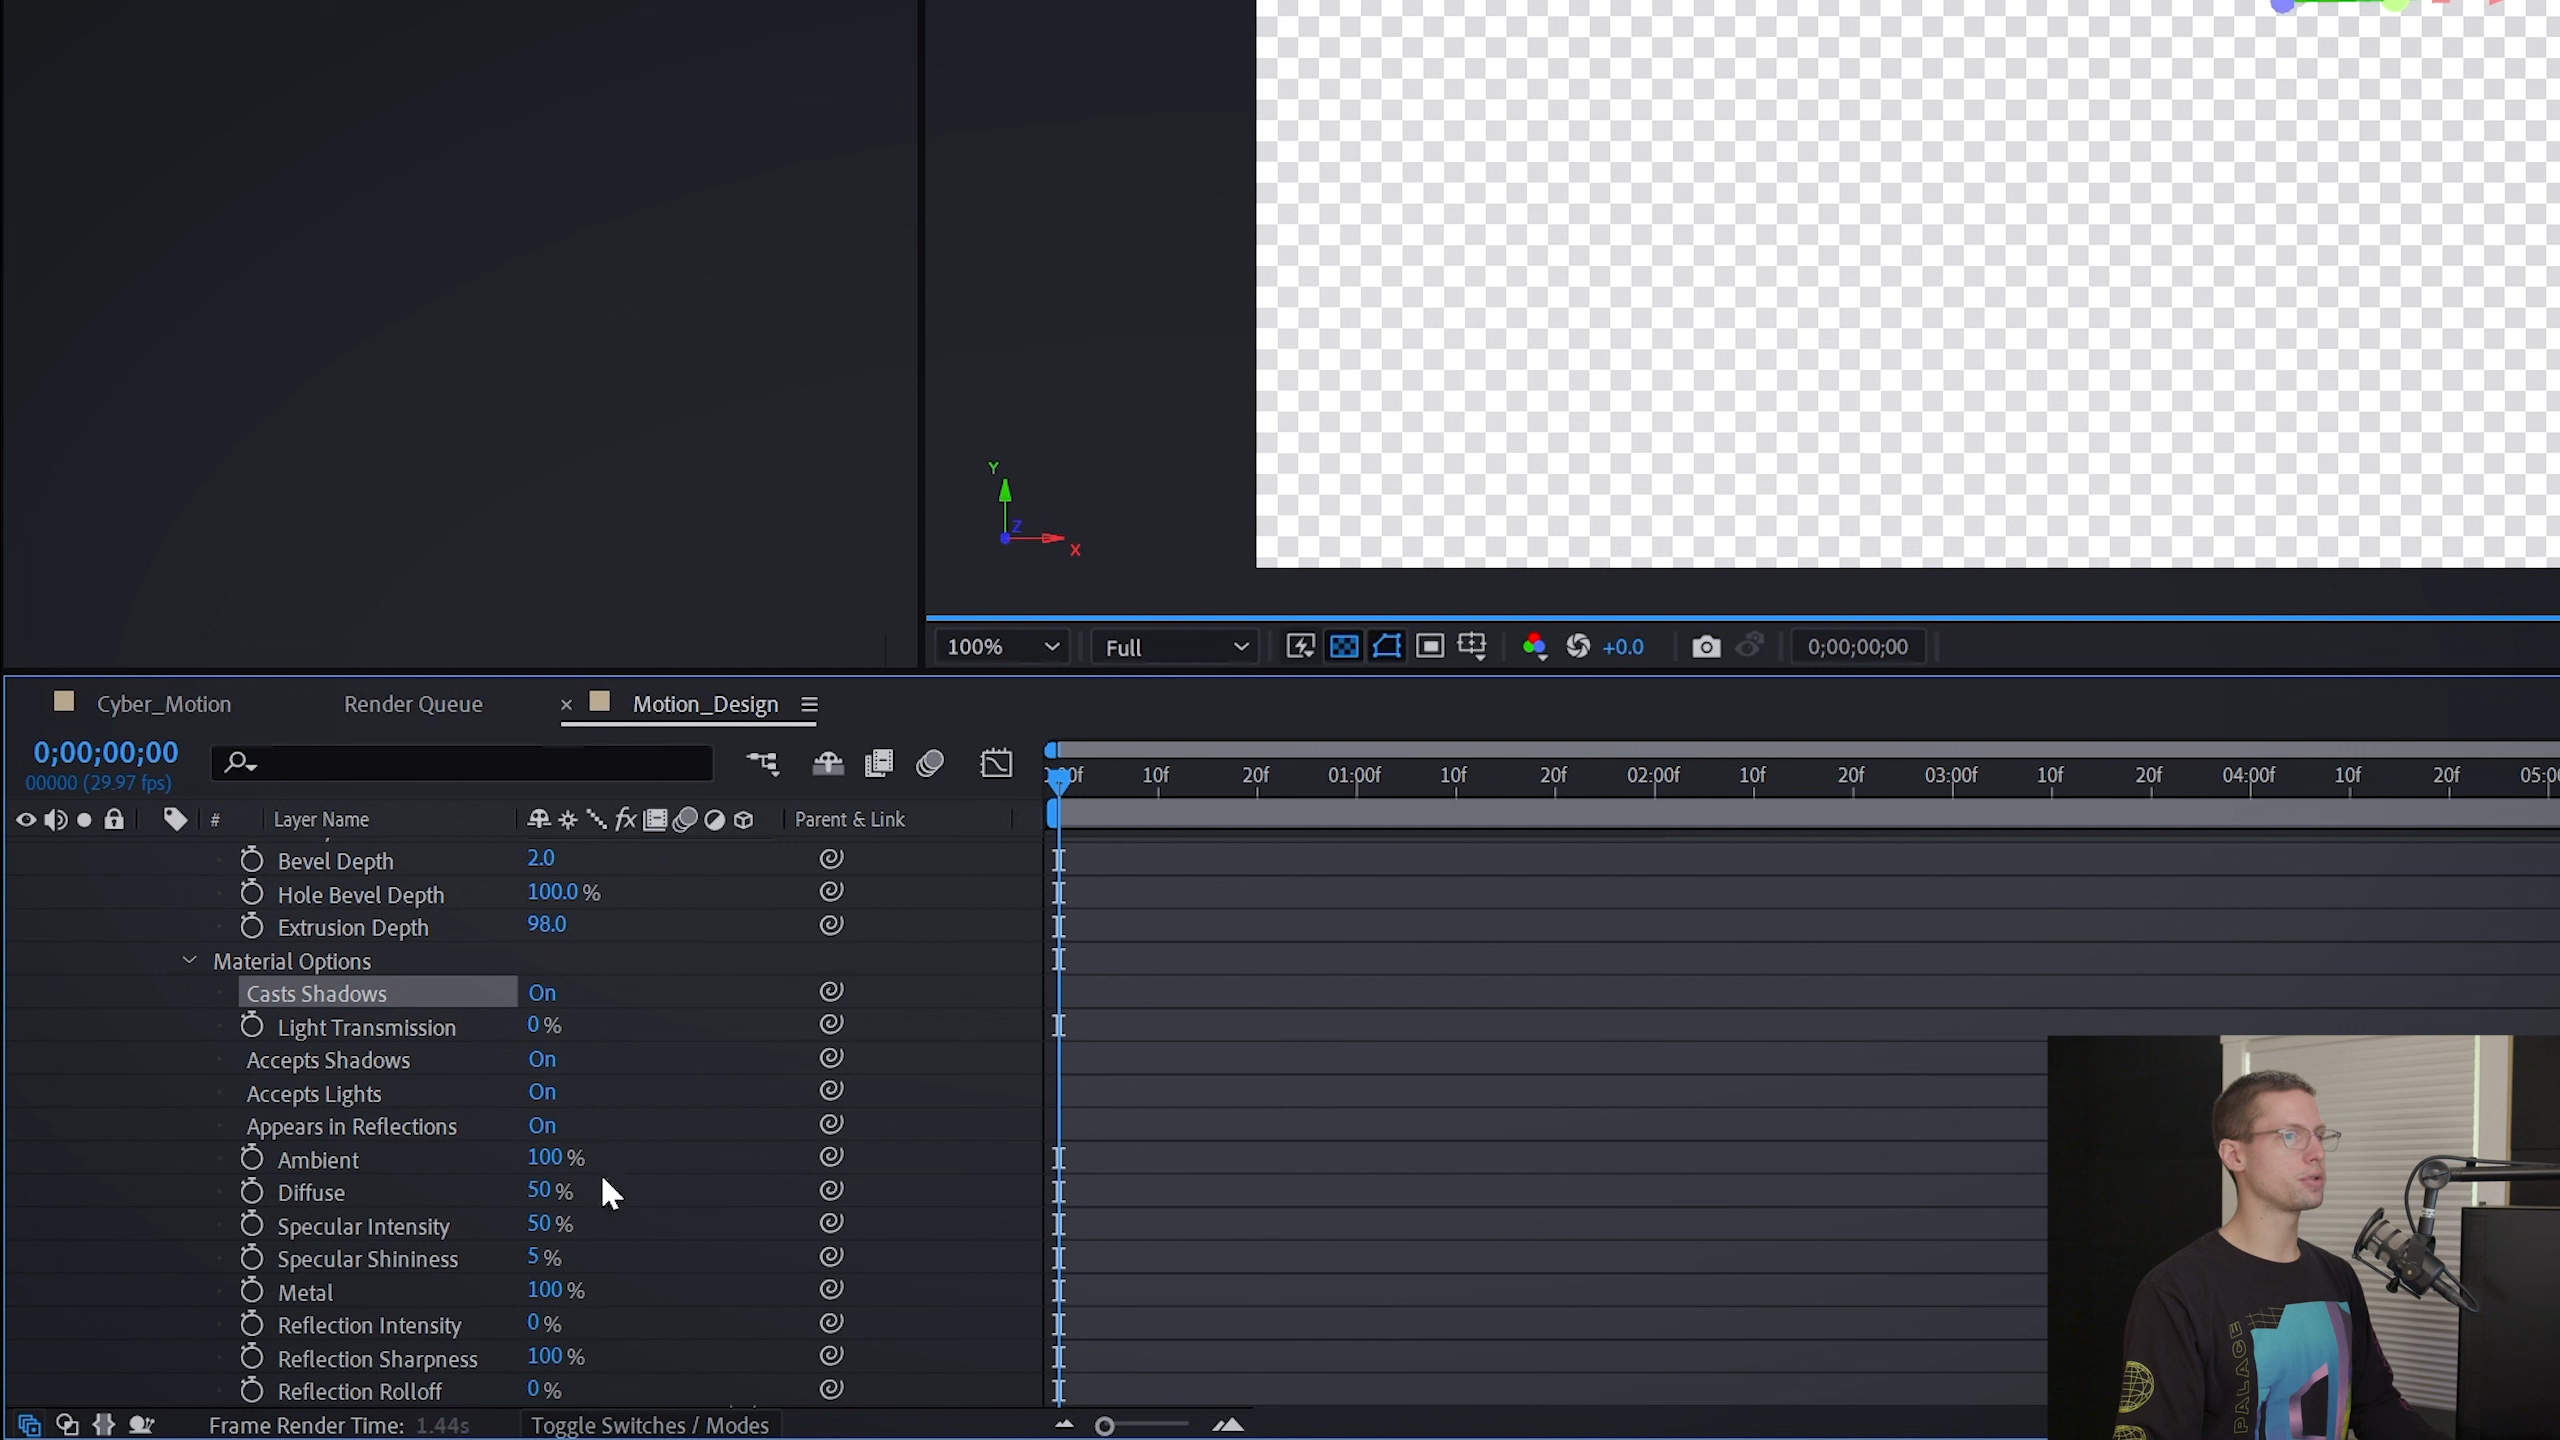 Y
Z
X
100%
Full
+0.0
0;00;00;00
Cyber_Motion
Render Queue
× Motion_Design
0;00;00;00
00000 (29.97 fps)
10f 20f 01:00f 10f 20f 02:00f 10f 20f 03:00f 10f 20f 04:00f 10f 20f
# Layer Name fx Parent & Link
Bevel Depth 2.0
Hole Bevel Depth 100.0 %
Extrusion Depth 98.0
Material Options
Casts Shadows On
Light Transmission 0 %
Accepts Shadows On
Accepts Lights On
Appears in Reflections On
Ambient 100 %
Diffuse 50 %
Specular Intensity 50 %
Specular Shininess 5 %
Metal 100 %
Reflection Intensity 0 %
Reflection Sharpness 100 %
Reflection Rolloff 0 %
Frame Render Time: 1.44s
Toggle Switches / Modes
PALACE